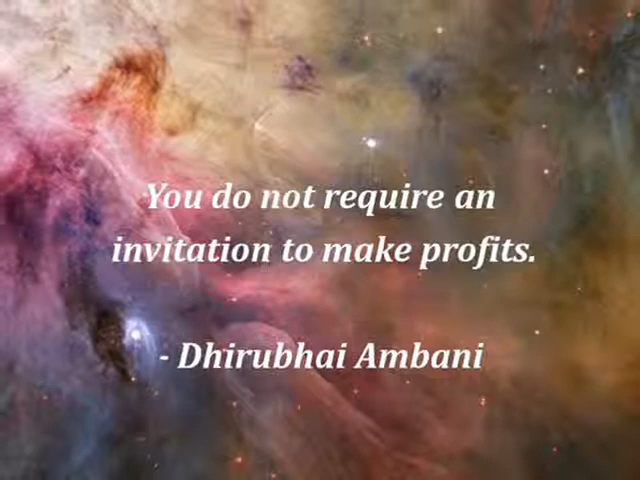 You do not require an
invitation to make profits.
- Dhirubhai Ambani